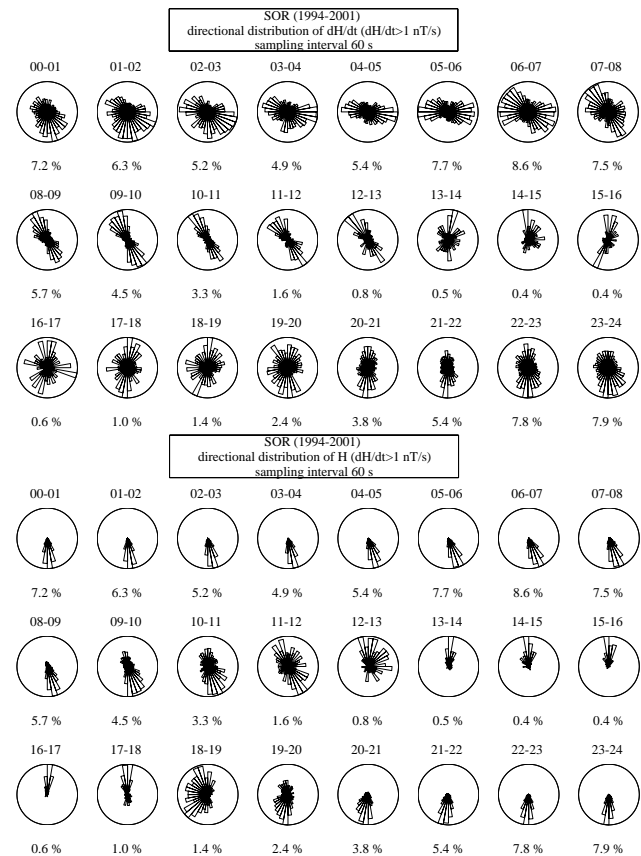 SOR (1994-2001)
directional distribution of dH/dt (dH/dt>1 nT/s)
sampling interval 60 s
00-01 01-02 02-03 03-04 04-05 05-06 06-07 07-08
7.2 % 6.3 % 5.2 % 4.9 % 5.4 % 7.7 % 8.6 % 7.5 %
08-09 09-10 10-11 11-12 12-13 13-14 14-15 15-16
5.7 % 4.5 % 3.3 % 1.6 % 0.8 % 0.5 % 0.4 % 0.4 %
16-17 17-18 18-19 19-20 20-21 21-22 22-23 23-24
0.6 % 1.0 % 1.4 % 2.4 % 3.8 % 5.4 % 7.8 % 7.9 %
SOR (1994-2001)
directional distribution of H (dH/dt>1 nT/s)
sampling interval 60 s
00-01 01-02 02-03 03-04 04-05 05-06 06-07 07-08
7.2 % 6.3 % 5.2 % 4.9 % 5.4 % 7.7 % 8.6 % 7.5 %
08-09 09-10 10-11 11-12 12-13 13-14 14-15 15-16
5.7 % 4.5 % 3.3 % 1.6 % 0.8 % 0.5 % 0.4 % 0.4 %
16-17 17-18 18-19 19-20 20-21 21-22 22-23 23-24
0.6 % 1.0 % 1.4 % 2.4 % 3.8 % 5.4 % 7.8 % 7.9 %